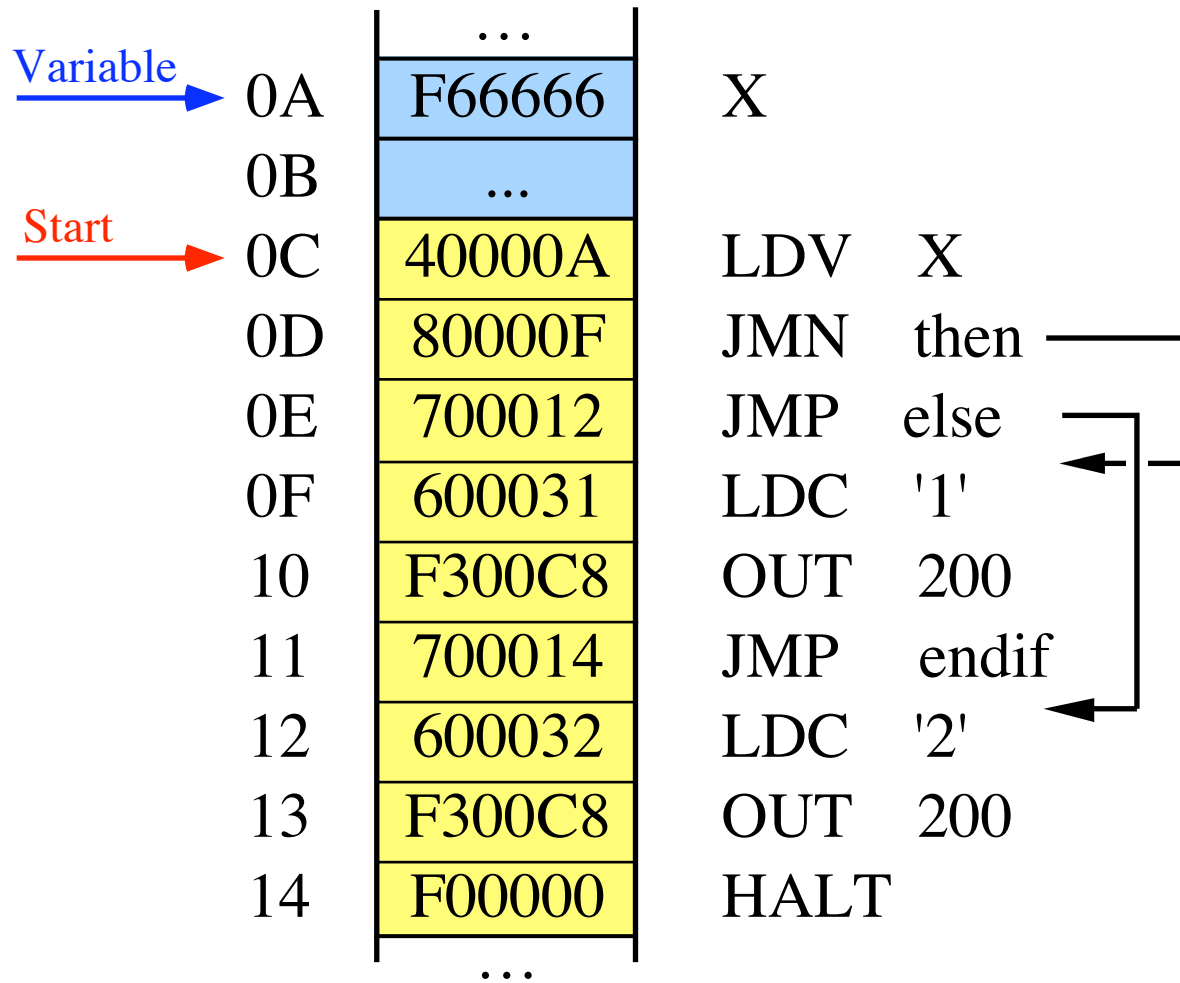 ...
Variable 0A F66666 X
0B ...
Start 0C 40000A LDV X
0D 80000F JMN then
0E 700012 JMP else
0F 600031 LDC '1'
10 F300C8 OUT 200
11 700014 JMP endif
12 600032 LDC '2'
13 F300C8 OUT 200
14 F00000 HALT
...